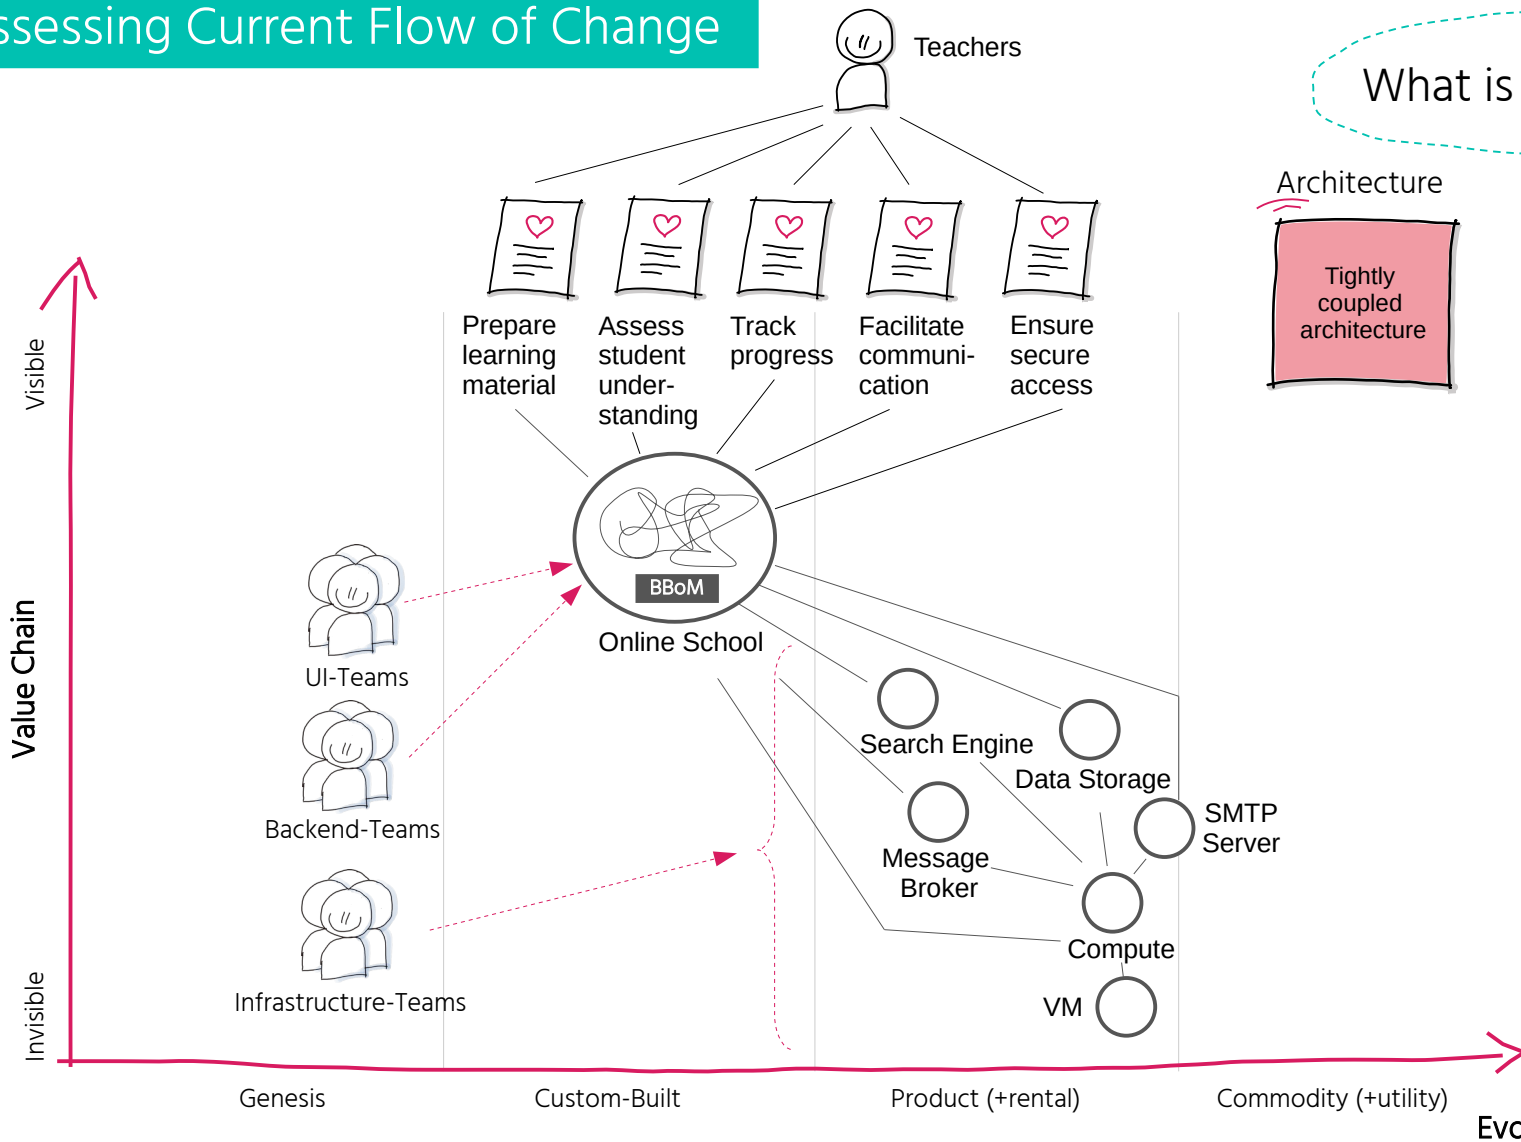 ssessing Current Flow of Change
Teachers
What is
Architecture
Tightly
coupled
architecture
Prepare
learning
material
Assess
student
under-
standing
Track
progress
Facilitate
communi-
cation
Ensure
secure
access
Visible
Value Chain
Invisible
BBoM
Online School
UI-Teams
Backend-Teams
Infrastructure-Teams
Search Engine
Data Storage
SMTP
Server
Message
Broker
Compute
VM
Genesis
Custom-Built
Product (+rental)
Commodity (+utility)
Evo